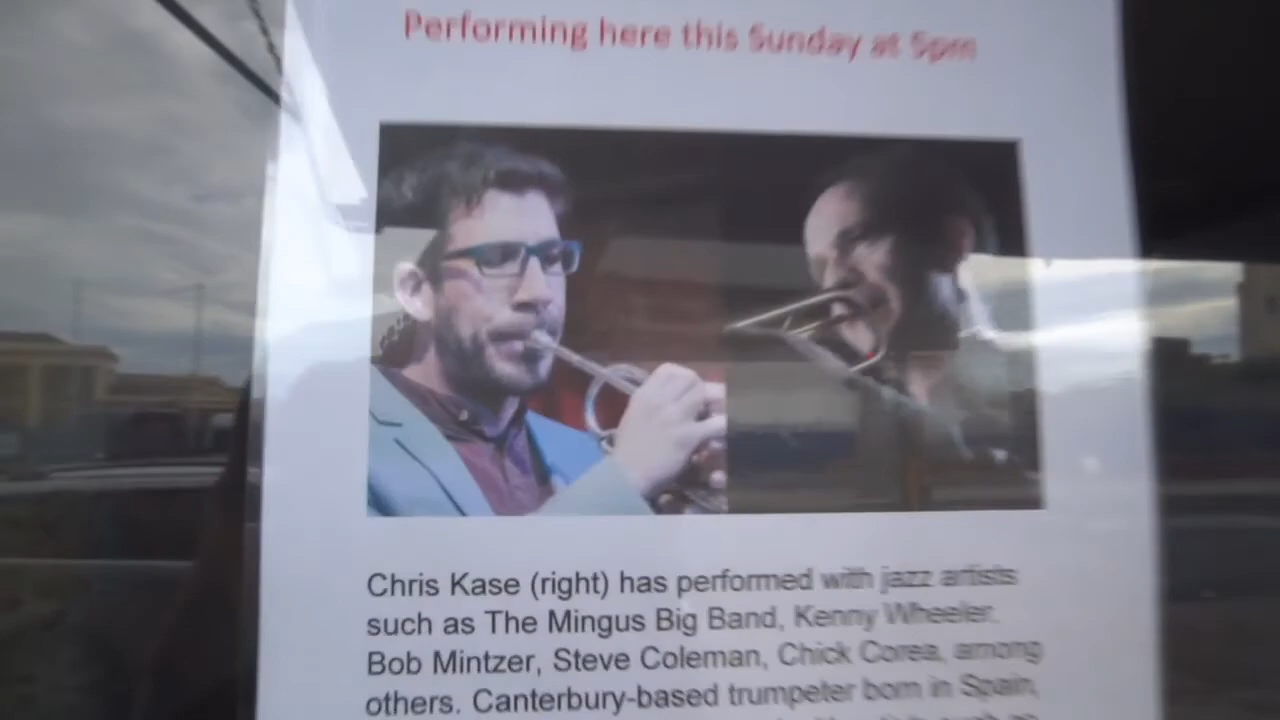 Performing here this Sunday at 5pm
Chris Kase (right) has performed with jazz artists
such as The Mingus Big Band, Kenny Wheeler,
Bob Mintzer, Steve Coleman, Chick Corea, among
others. Canterbury-based trumpeter born in Spain,